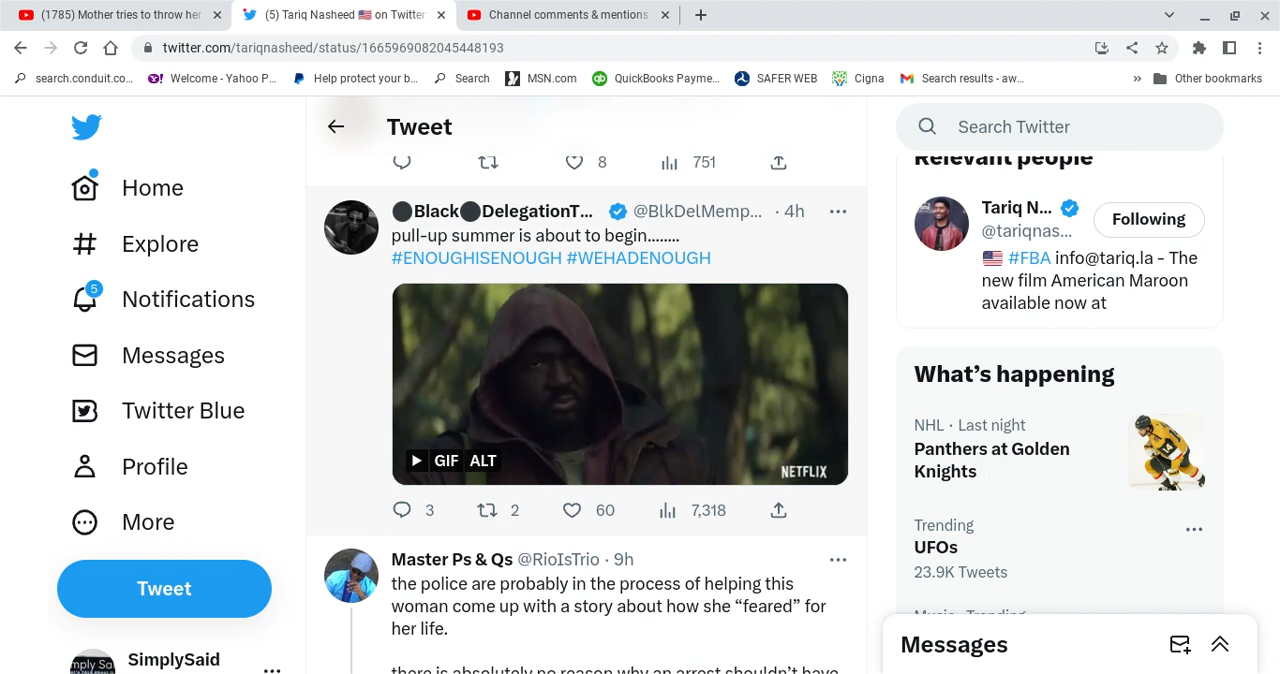 (1785) Mother tries to throw her
(5) Tariq Nasheed 🇺🇸 on Twitter:
Channel comments & mentions
twitter.com/tariqnasheed/status/1665969082045448193
search.conduit.co...
Welcome - Yahoo P...
Help protect your b...
Search
MSN.com
QuickBooks Payme...
SAFER WEB
Cigna
Search results - aw...
»
Other bookmarks
Home
Explore
5
Notifications
Messages
Twitter Blue
Profile
More
Tweet
SimplySaid
Tweet
8
751
⚫Black⚫DelegationT... @BlkDelMemp... · 4h
pull-up summer is about to begin........
#ENOUGHISENOUGH #WEHADENOUGH
GIF ALT
NETFLIX
3 2 60 7,318
Master Ps & Qs @RioIsTrio · 9h
the police are probably in the process of helping this
woman come up with a story about how she “feared” for
her life.
there is absolutely no reason why an arrest shouldn’t have
Search Twitter
Relevant people
Tariq N...
@tariqnas...
Following
🇺🇸 #FBA info@tariq.la - The
new film American Maroon
available now at
What’s happening
NHL · Last night
Panthers at Golden
Knights
Trending
UFOs
23.9K Tweets
Music · Trending
Messages